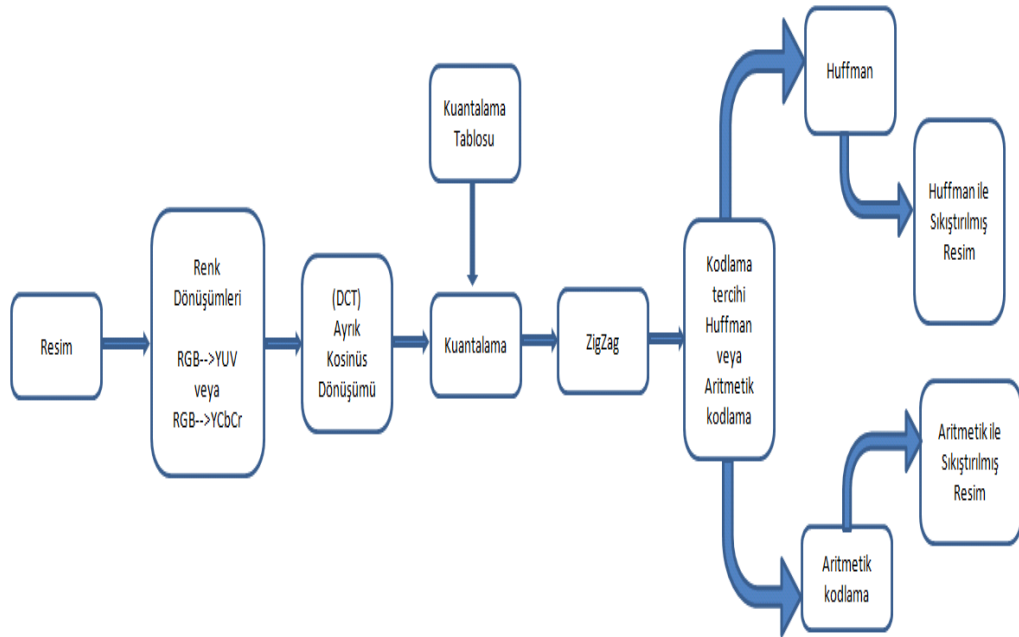 Resim
Renk
Dönüşümleri
RGB-->YUV
veya
RGB-->YCbCr
(DCT)
Ayrık
Kosinüs
Dönüşümü
Kuantalama
Tablosu
Kuantalama
ZigZag
Kodlama
tercihi
Huffman
veya
Aritmetik
kodlama
Huffman
Huffman ile
Sıkıştırılmış
Resim
Aritmetik
kodlama
Aritmetik ile
Sıkıştırılmış
Resim